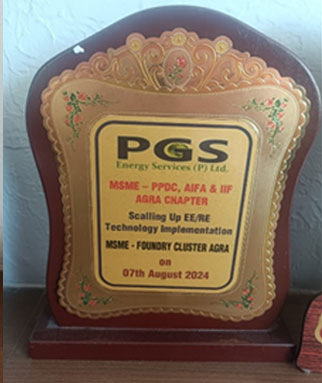 PGS
Energy Services (P) Ltd.
MSME – PPDC, AIFA & IIF
AGRA CHAPTER
Scalling Up EE/RE
Technology Implementation
MSME - FOUNDRY CLUSTER AGRA
on
07th August 2024